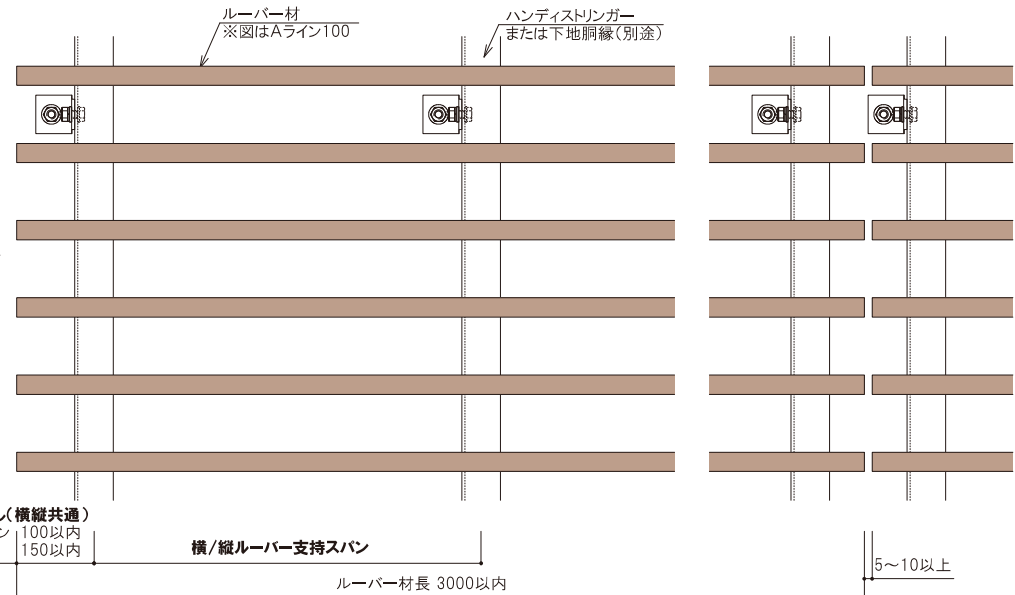 ルーバー材
※図はAライン100
ハンディストリンガー
または下地胴縁(別途)
(横縦共通)
ン 100以内
150以内
横/縦ルーバー支持スパン
ルーバー材長 3000以内
5～10以上